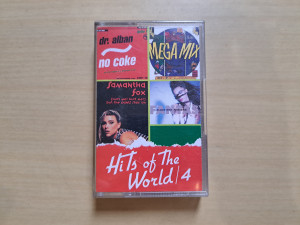 dr. alban
no coke
MEGA MIX
samantha
fox
Hits of The
World/4